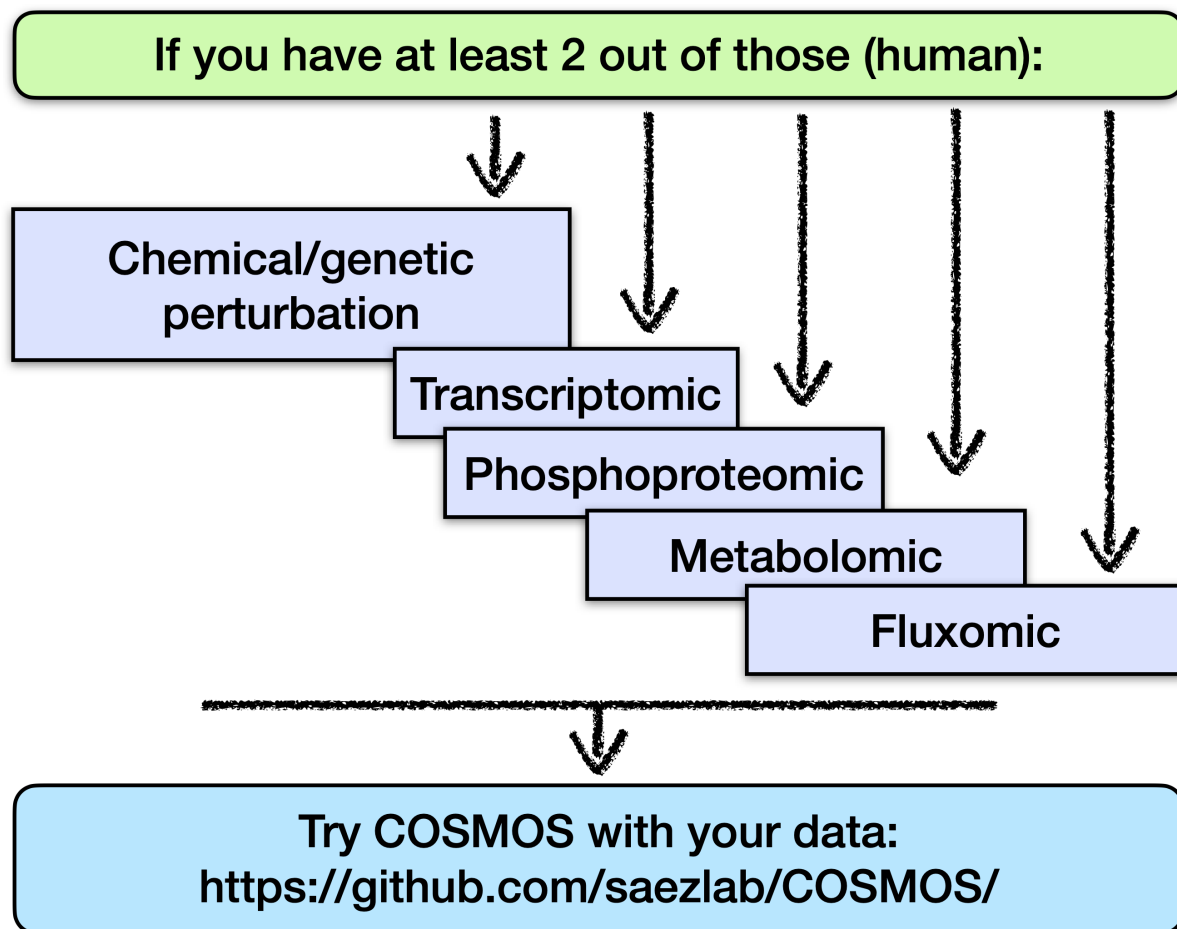 If you have at least 2 out of those (human):
Chemical/genetic
perturbation
Transcriptomic
Phosphoproteomic
Metabolomic
Fluxomic
Try COSMOS with your data:
https://github.com/saezlab/COSMOS/